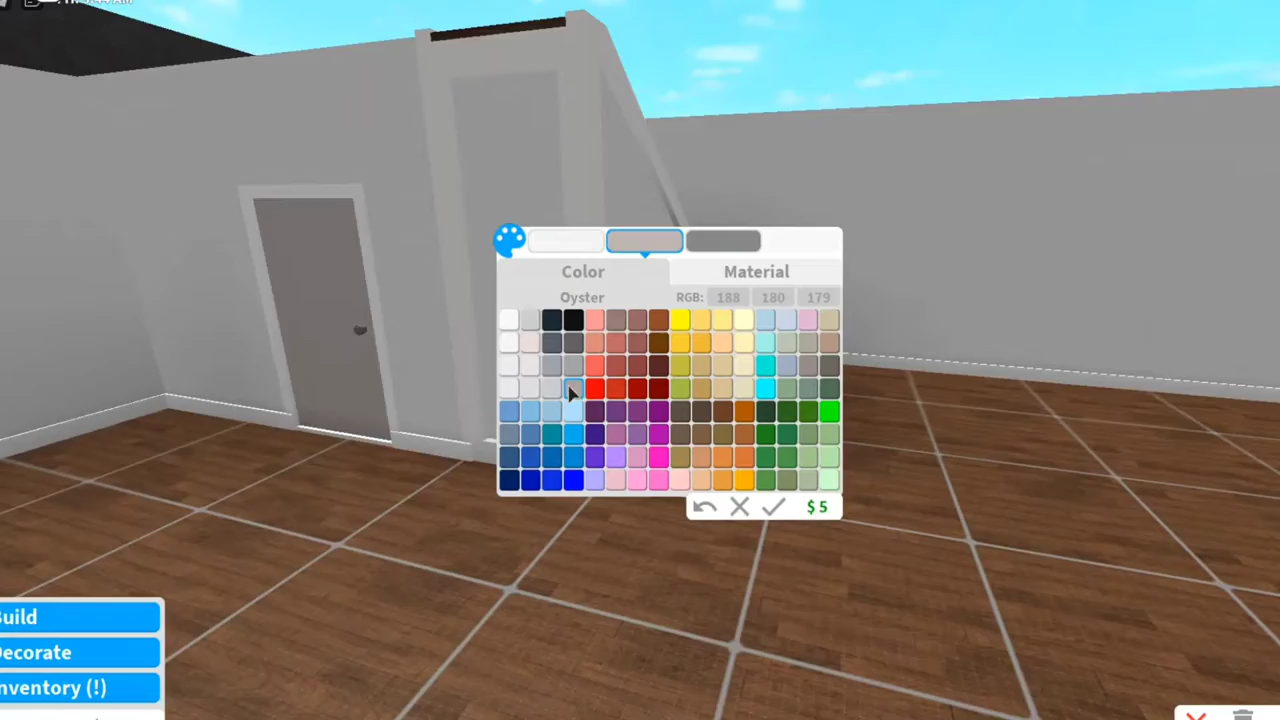 Color Material
Oyster RGB: 188 180 179
$ 5
Build
Decorate
Inventory (!)